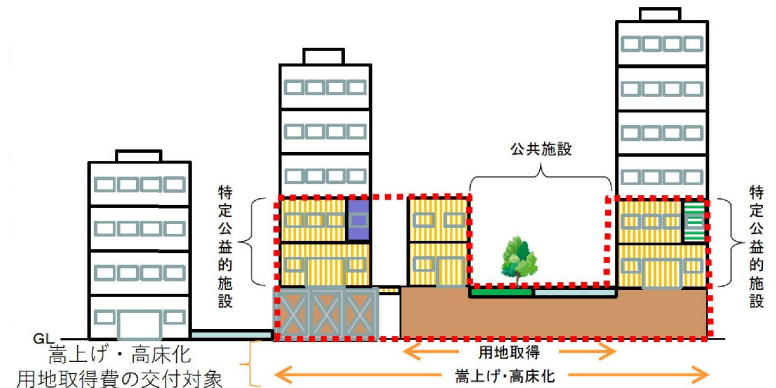 公共施設
特定公益的施設
特定公益的施設
GL
嵩上げ・高床化
用地取得費の交付対象
用地取得
嵩上げ・高床化